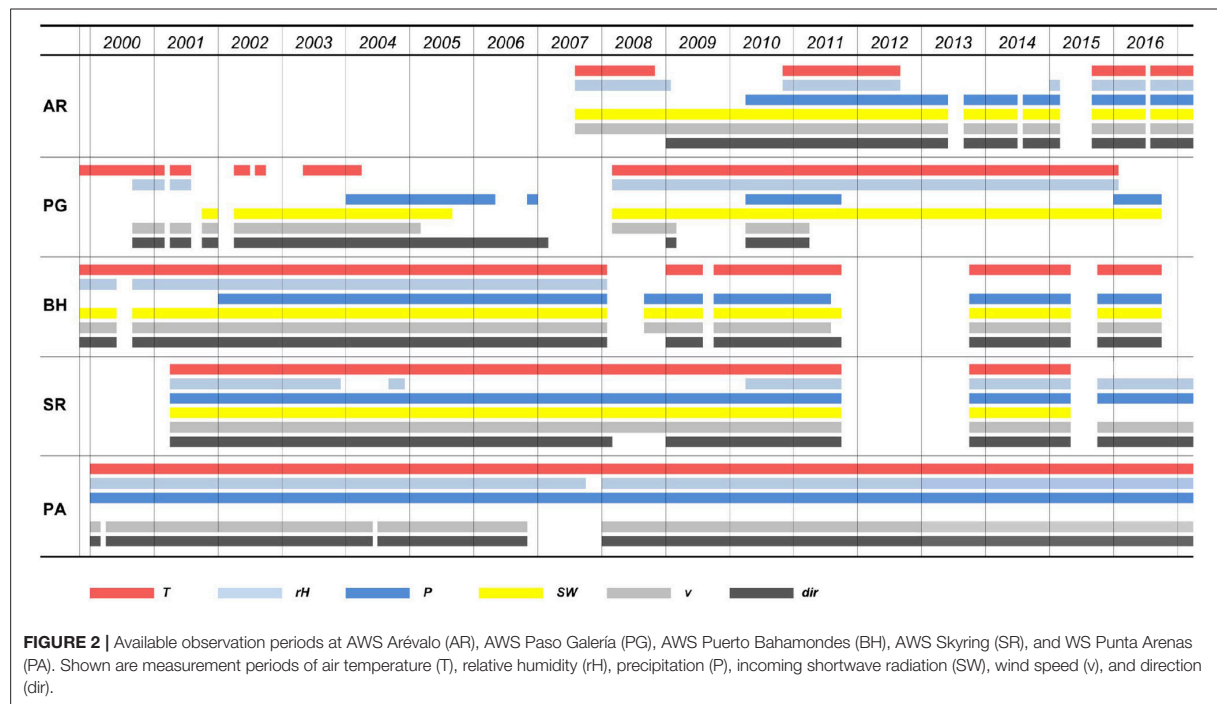 2000 2001 2002 2003 2004 2005 2006 2007 2008 2009 2010 2011 2012 2013 2014 2015 2016
AR
PG
BH
SR
PA
T rH P SW v dir
FIGURE 2 | Available observation periods at AWS Arévalo (AR), AWS Paso Galería (PG), AWS Puerto Bahamondes (BH), AWS Skyring (SR), and WS Punta Arenas
(PA). Shown are measurement periods of air temperature (T), relative humidity (rH), precipitation (P), incoming shortwave radiation (SW), wind speed (v), and direction
(dir).